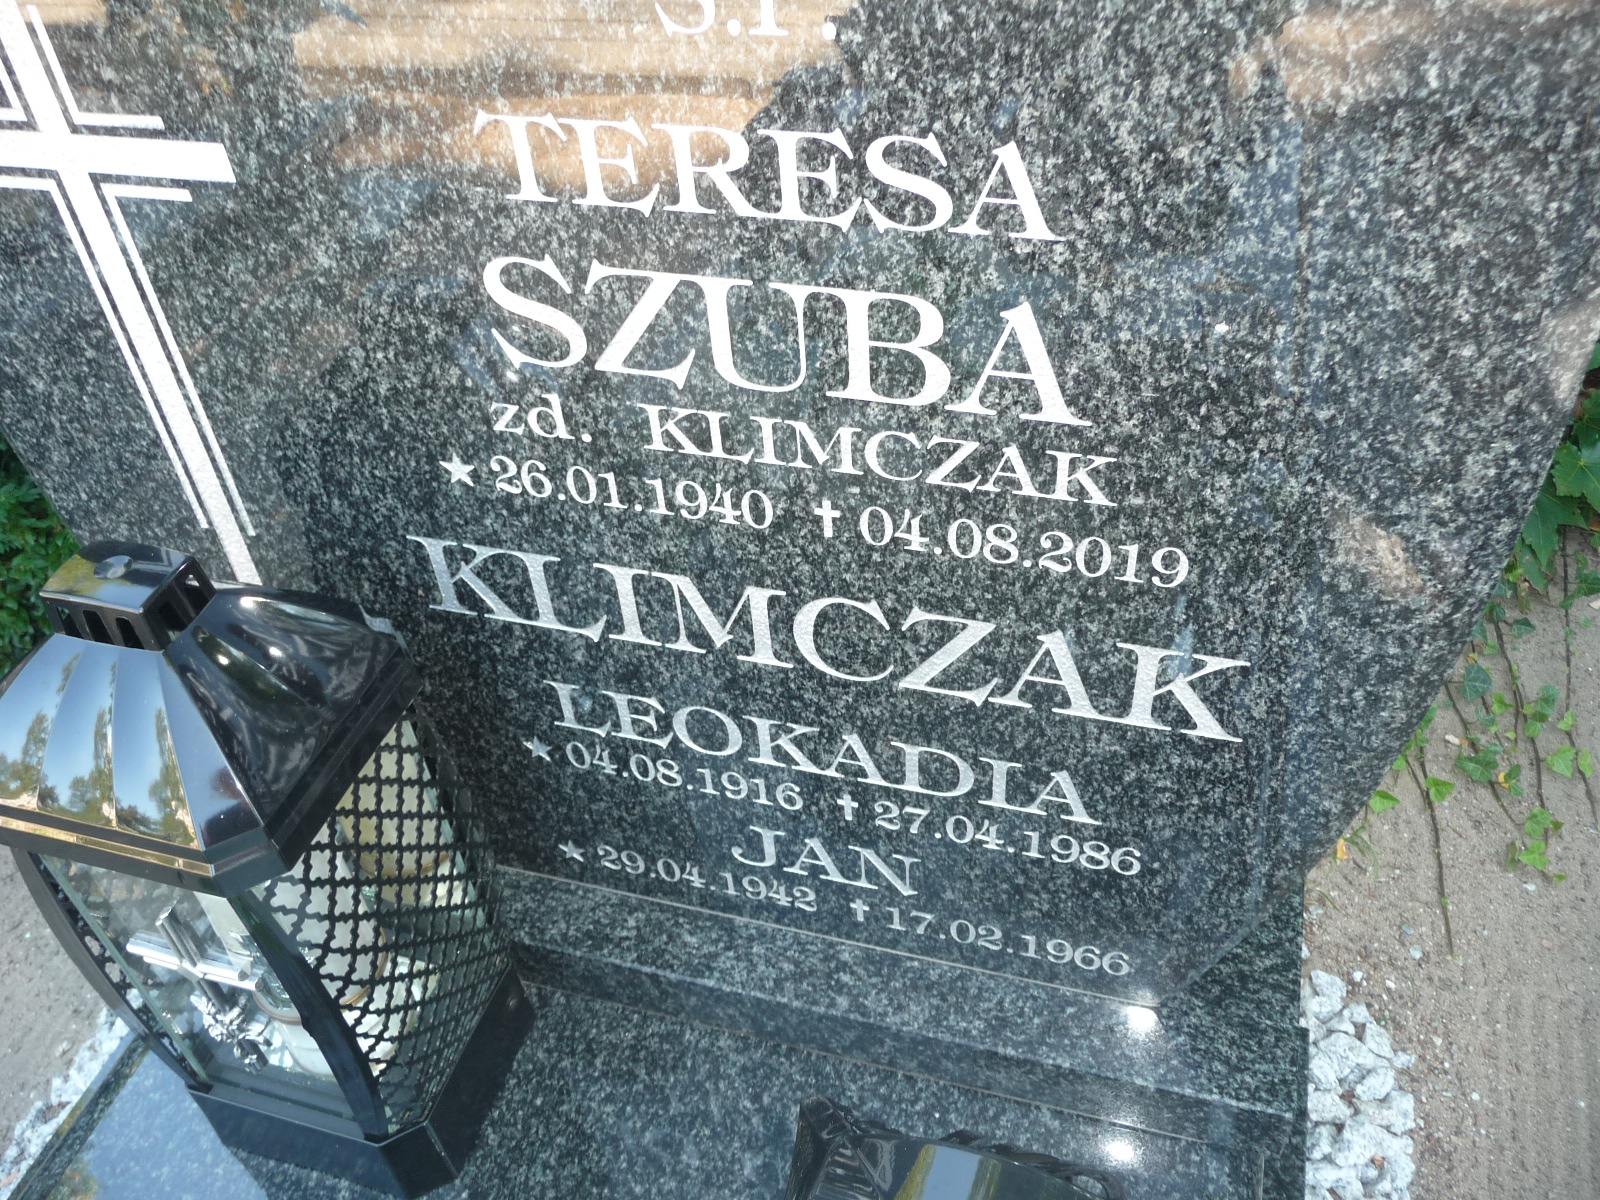 Ś.P.
TERESA
SZUBA
zd. KLIMCZAK
★ 26.01.1940 ✝ 04.08.2019
KLIMCZAK
LEOKADIA
★ 04.08.1916 ✝ 27.04.1986
JAN
★ 29.04.1942 ✝ 17.02.1966